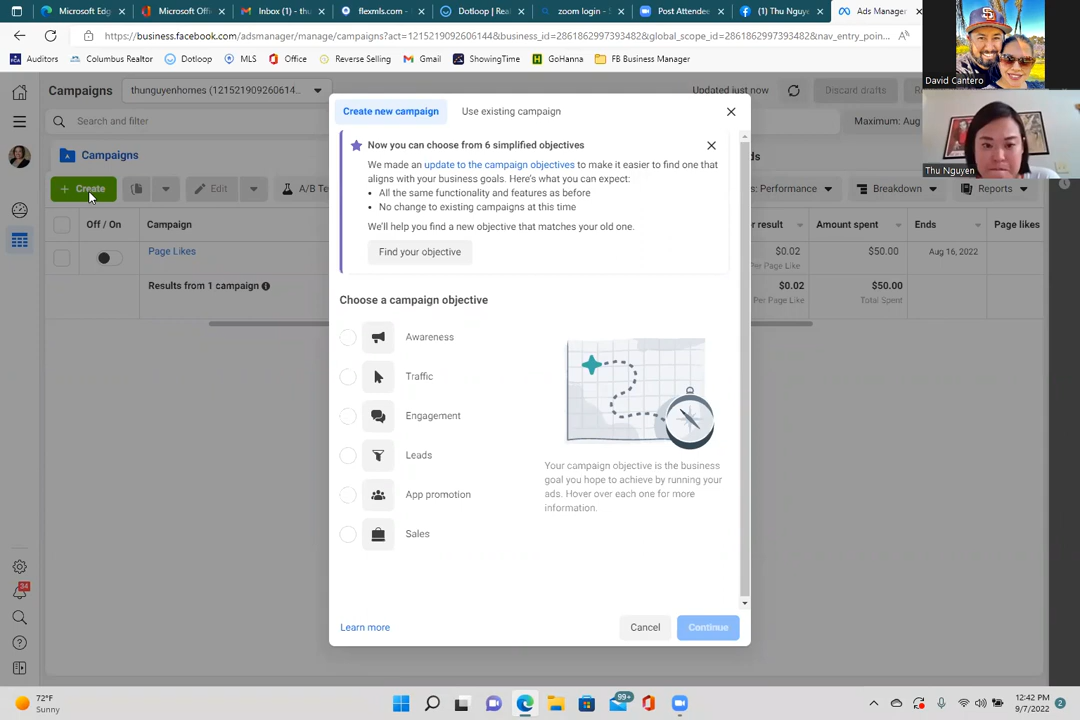 Microsoft Edg
Microsoft Offi
Inbox (1) - thu
flexmls.com -
Dotloop | Rea
zoom login - S
Post Attendee
(1) Thu Nguye
Ads Manager
https://business.facebook.com/adsmanager/manage/campaigns?act=1215219092606144&business_id=2861862997393482&global_scope_id=2861862997393482&nav_entry_poin...
Auditors
Columbus Realtor
Dotloop
MLS
Office
Reverse Selling
Gmail
ShowingTime
GoHanna
FB Business Manager
David Cantero
Thu Nguyen
Campaigns
thunguyenhomes (121521909260614...
Updated just now
Discard drafts
Search and filter
Maximum: Aug
Campaigns
ds
+ Create
Edit
A/B Te
s: Performance
Breakdown
Reports
Off / On
Campaign
r result
Amount spent
Ends
Page likes
Page Likes
$0.02
Per Page Like
$50.00
Aug 16, 2022
Results from 1 campaign
$0.02
Per Page Like
$50.00
Total Spent
Create new campaign
Use existing campaign
Now you can choose from 6 simplified objectives
We made an update to the campaign objectives to make it easier to find one that
aligns with your business goals. Here's what you can expect:
• All the same functionality and features as before
• No change to existing campaigns at this time
We'll help you find a new objective that matches your old one.
Find your objective
Choose a campaign objective
Awareness
Traffic
Engagement
Leads
App promotion
Sales
Your campaign objective is the business
goal you hope to achieve by running your
ads. Hover over each one for more
information.
Learn more
Cancel
Continue
34
72°F
Sunny
99+
12:42 PM
9/7/2022
2